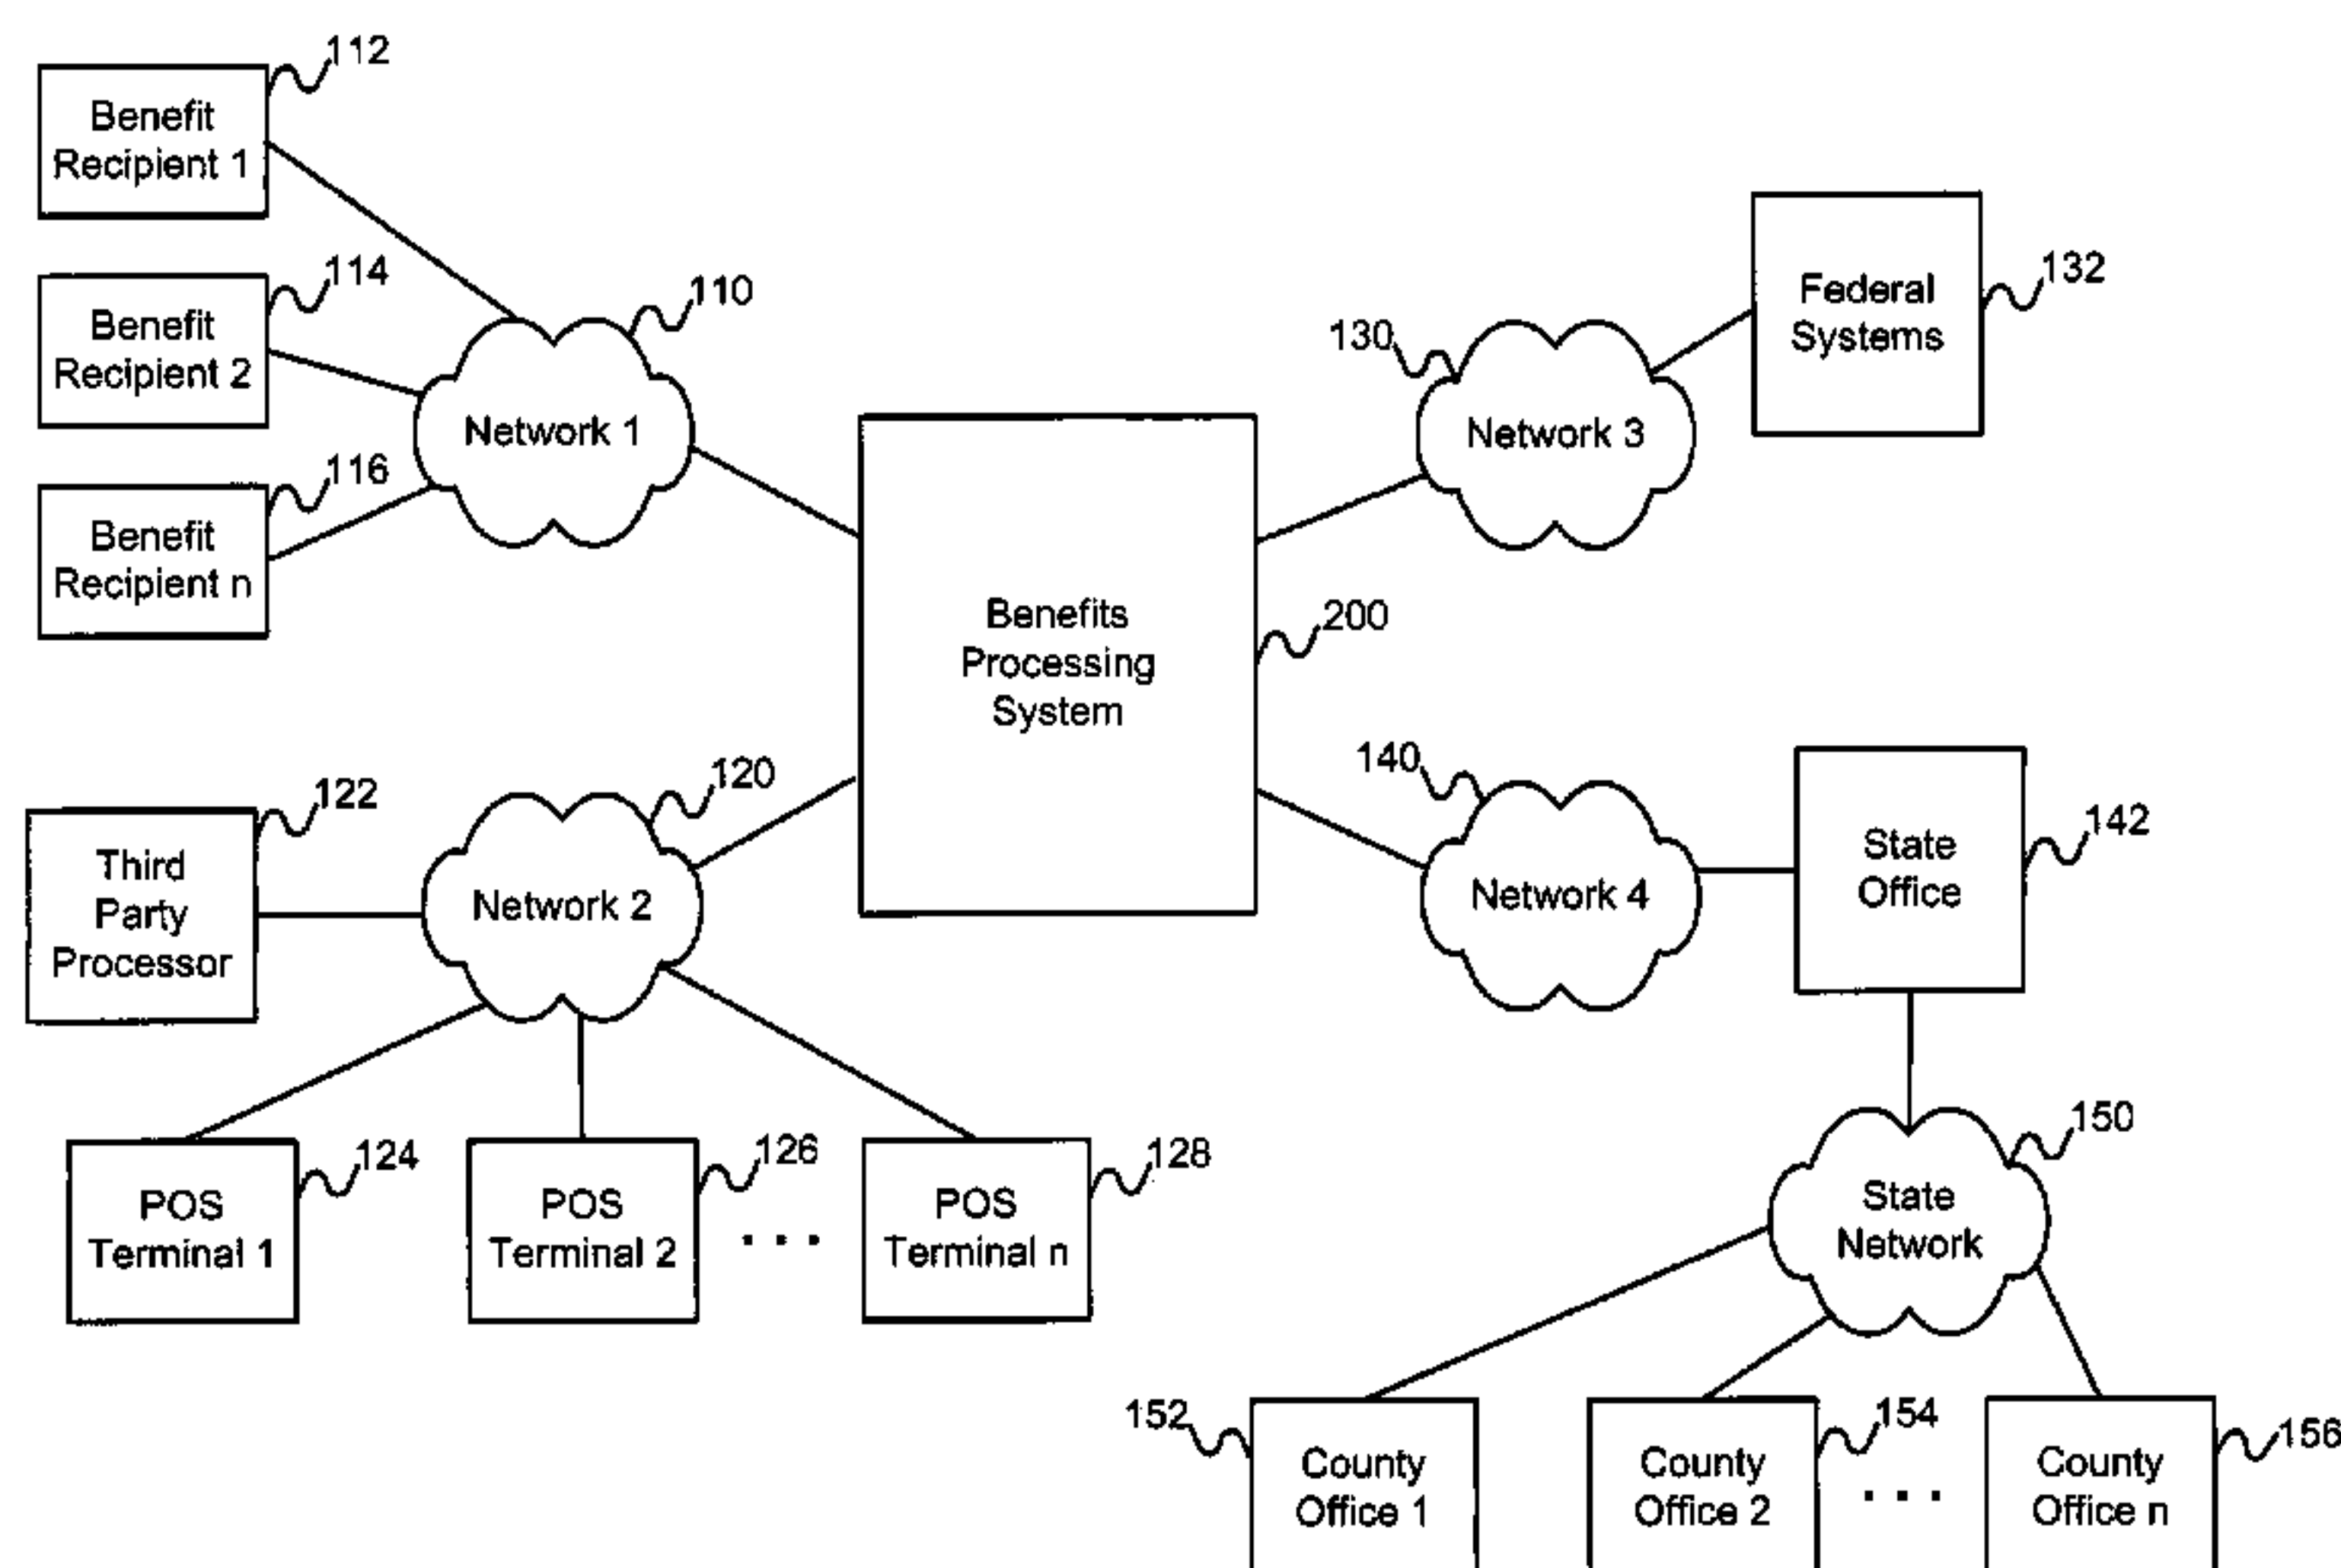 112
Benefit
Recipient 1
114
Benefit
Recipient 2
116
Benefit
Recipient n
110
Network 1
130
Network 3
Federal
Systems
132
Benefits
Processing
System
200
122
Third
Party
Processor
120
Network 2
140
Network 4
State
Office
142
POS
Terminal 1
124
POS
Terminal 2
126
. . .
POS
Terminal n
128
150
State
Network
152
County
Office 1
County
Office 2
154
. . .
County
Office n
156